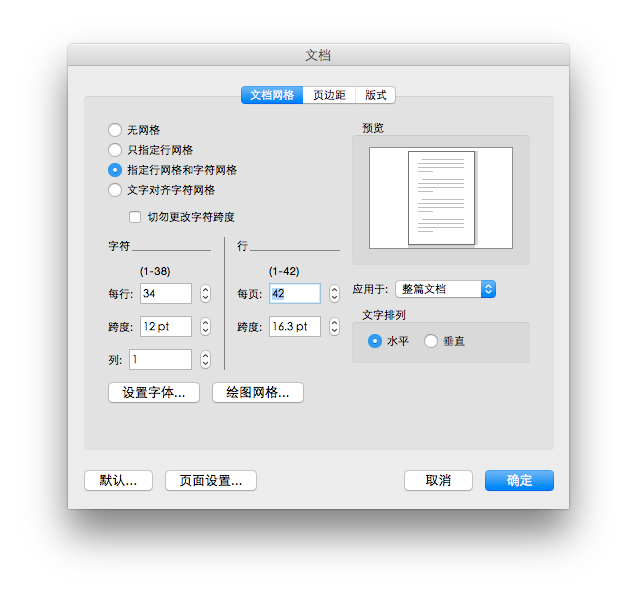 文档
文档网格 页边距 版式
无网格
只指定行网格
指定行网格和字符网格
文字对齐字符网格
切勿更改字符跨度
字符
(1-38)
每行: 34
跨度: 12 pt
列: 1
行
(1-42)
每页: 42
跨度: 16.3 pt
设置字体... 绘图网格...
预览
应用于: 整篇文档
文字排列
水平 垂直
默认... 页面设置... 取消 确定